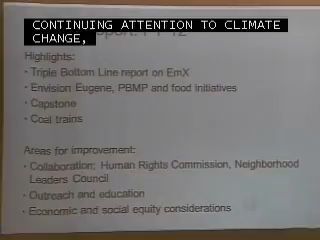 CONTINUING ATTENTION TO CLIMATE
CHANGE,
Highlights:
· Triple Bottom Line report on EmX
· Envision Eugene, PBMP and food initiatives
· Capstone
· Coal trains
Areas for improvement:
· Collaboration: Human Rights Commission, Neighborhood
Leaders Council
· Outreach and education
· Economic and social equity considerations